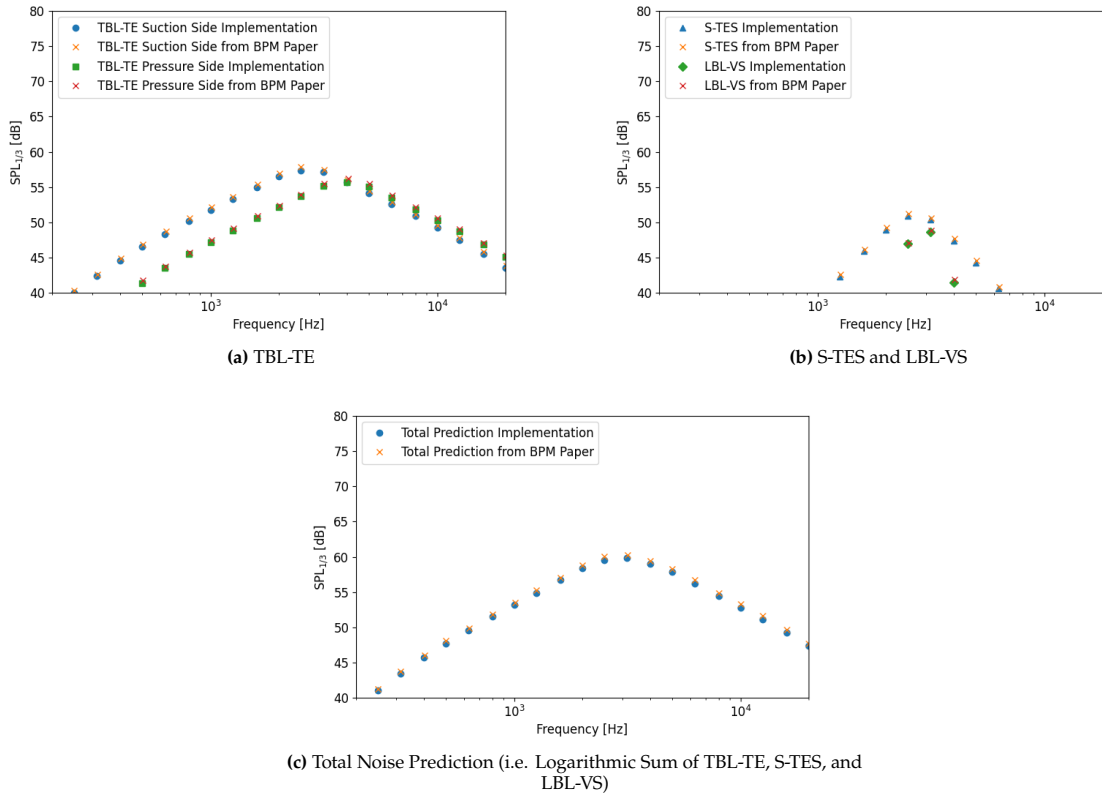 80
75
70
65
60
55
50
45
40
SPL1/3 [dB]
TBL-TE Suction Side Implementation
TBL-TE Suction Side from BPM Paper
TBL-TE Pressure Side Implementation
TBL-TE Pressure Side from BPM Paper
10³
10⁴
Frequency [Hz]
(a) TBL-TE
80
75
70
65
60
55
50
45
40
SPL1/3 [dB]
S-TES Implementation
S-TES from BPM Paper
LBL-VS Implementation
LBL-VS from BPM Paper
10³
10⁴
Frequency [Hz]
(b) S-TES and LBL-VS
80
75
70
65
60
55
50
45
40
SPL1/3 [dB]
Total Prediction Implementation
Total Prediction from BPM Paper
10³
10⁴
Frequency [Hz]
(c) Total Noise Prediction (i.e. Logarithmic Sum of TBL-TE, S-TES, and
LBL-VS)